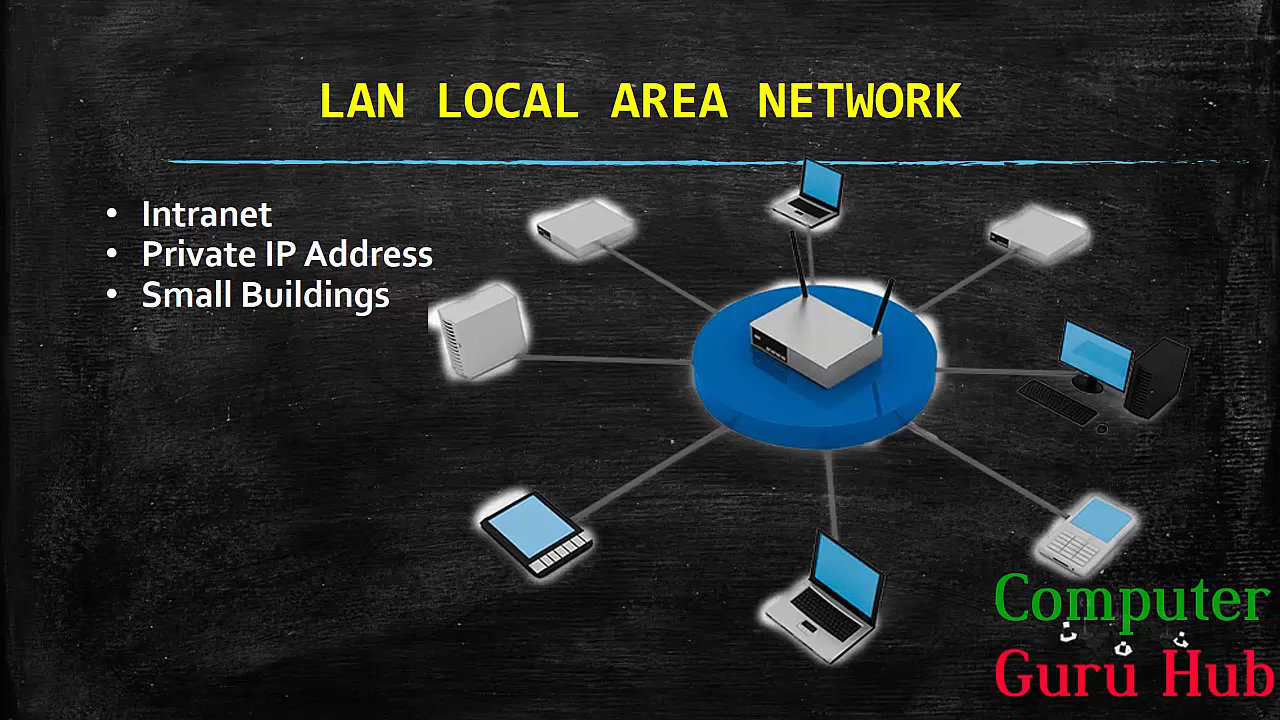 LAN LOCAL AREA NETWORK
• Intranet
• Private IP Address
• Small Buildings
Computer
Guru Hub